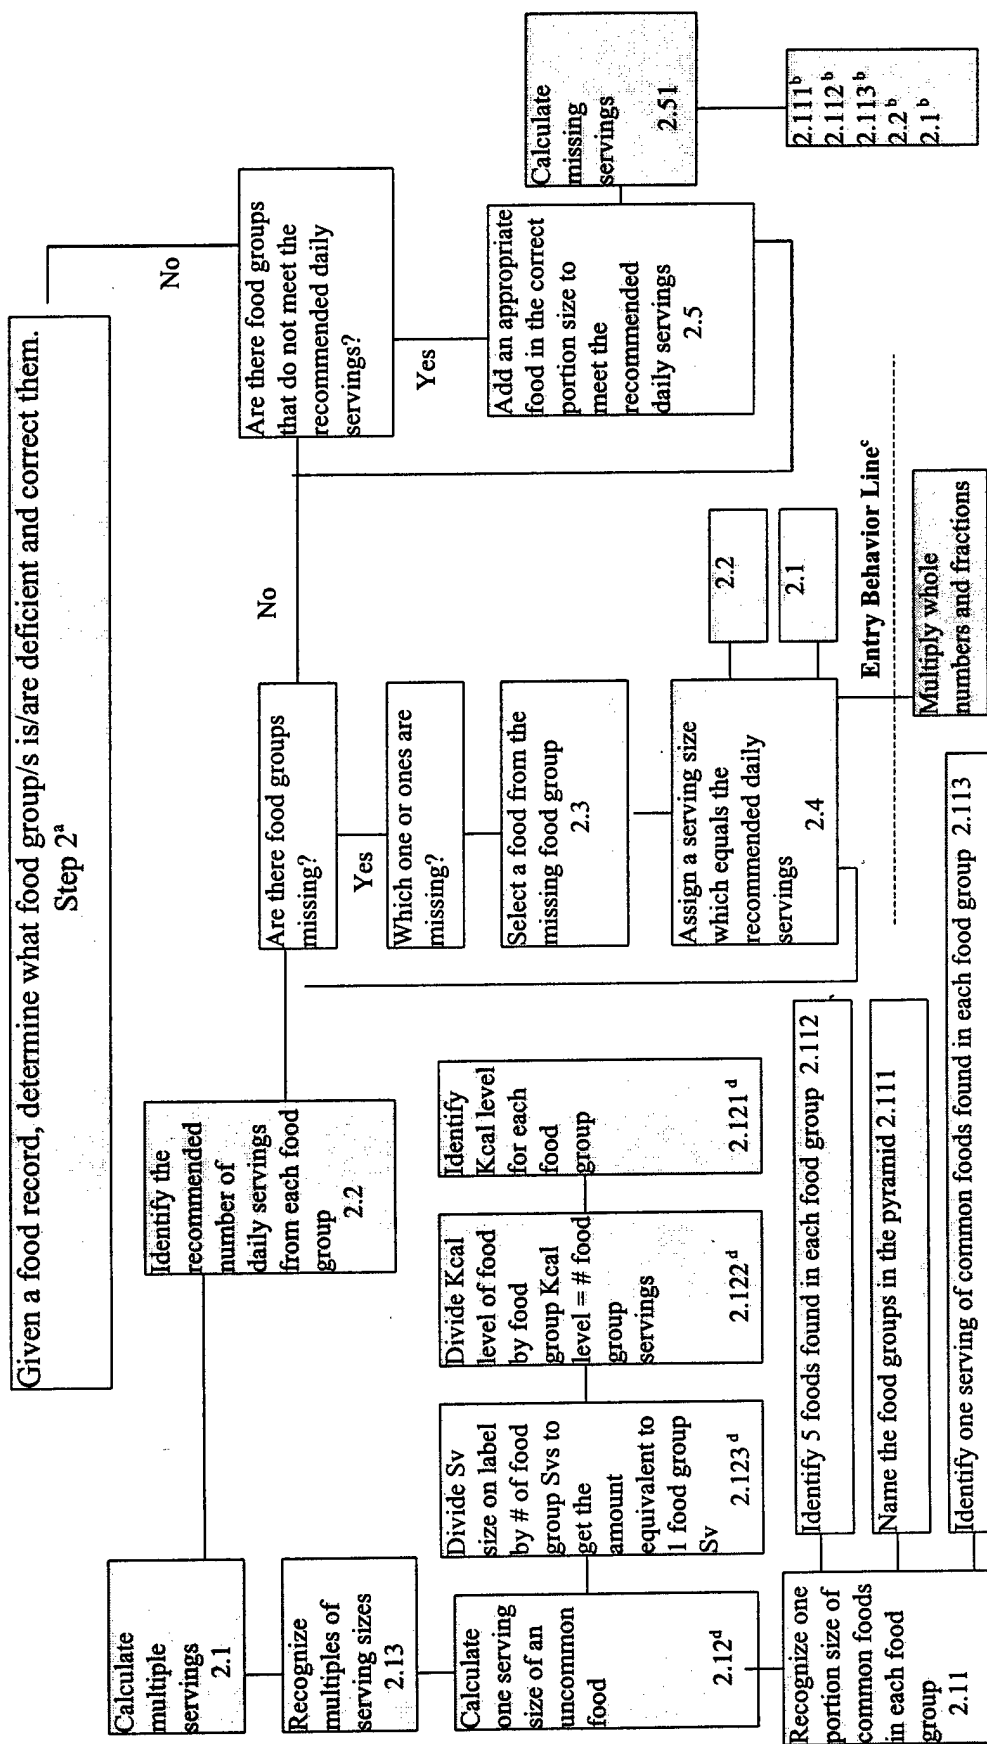 Given a food record, determine what food group/s is/are deficient and correct them.
Step 2ª
Calculate
multiple
servings
2.1
Recognize
multiples of
serving sizes
2.13
Calculate
one serving
size of an
uncommon
food
2.12ᵈ
Recognize one
portion size of
common foods
in each food
group
2.11
Divide Sv
size on label
by # of food
group Svs to
get the
amount
equivalent to
1 food group
Sv
2.123ᵈ
Divide Kcal
level of food
by food
group Kcal
level = # food
group
servings
2.122ᵈ
Identify
Kcal level
for each
food
group
2.121ᵈ
Identify 5 foods found in each food group 2.112
Name the food groups in the pyramid 2.111
Identify one serving of common foods found in each food group 2.113
Identify the
recommended
number of
daily servings
from each food
group
2.2
Are there food groups
missing?
Yes
No
Which one or ones are
missing?
Select a food from the
missing food group
2.3
Assign a serving size
which equals the
recommended daily
servings
2.4
2.2
2.1
Entry Behavior Lineᶜ
Multiply whole
numbers and fractions
Are there food groups
that do not meet the
recommended daily
servings?
No
Yes
Add an appropriate
food in the correct
portion size to
meet the
recommended
daily servings
2.5
Calculate
missing
servings
2.51
2.111ᵇ
2.112ᵇ
2.113ᵇ
2.2ᵇ
2.1ᵇ